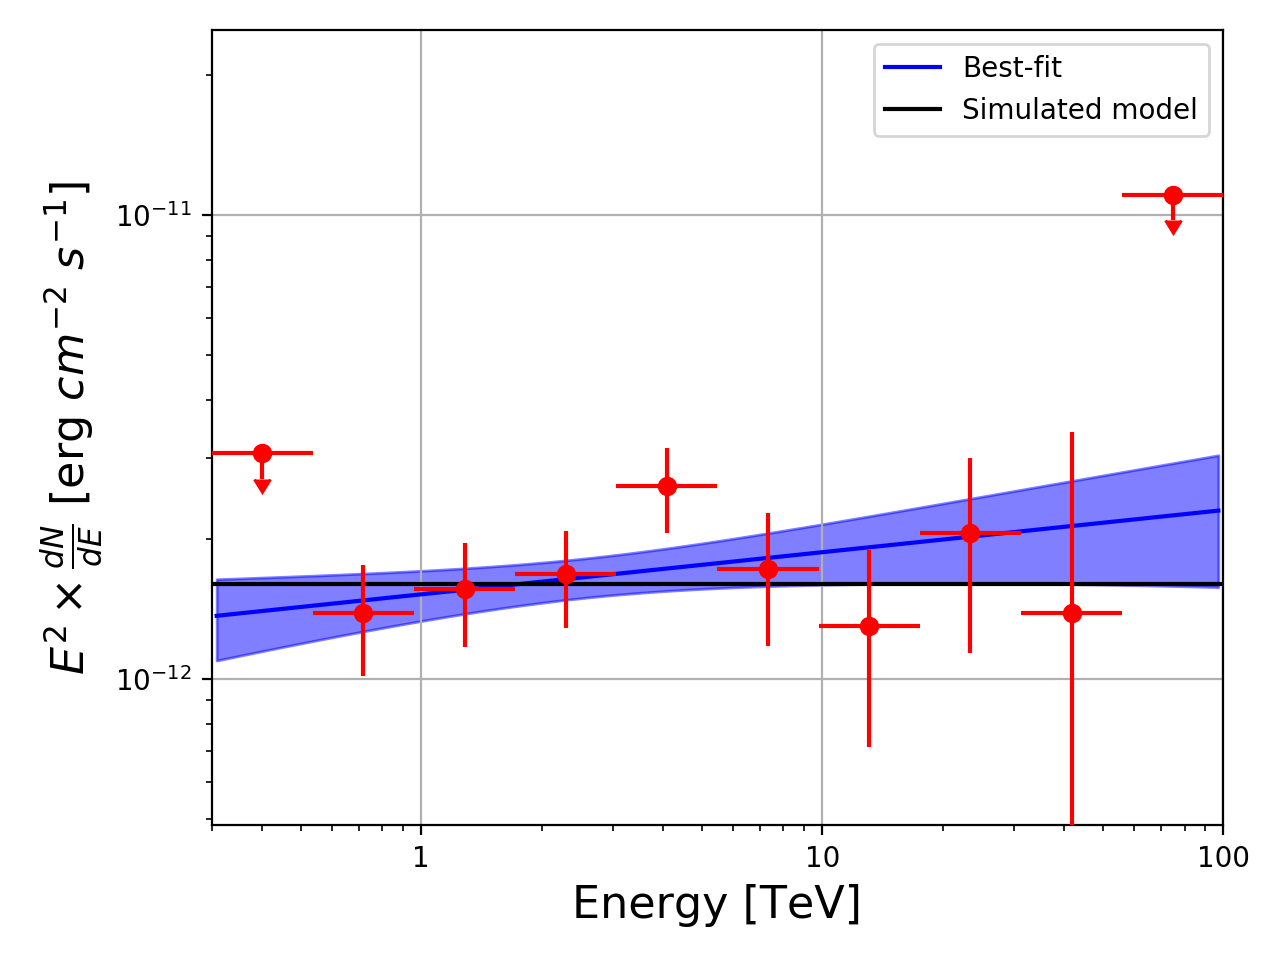 Best-fit
Simulated model
10⁻¹¹
10⁻¹²
E² × dN/dE [erg cm⁻² s⁻¹]
1
10
100
Energy [TeV]